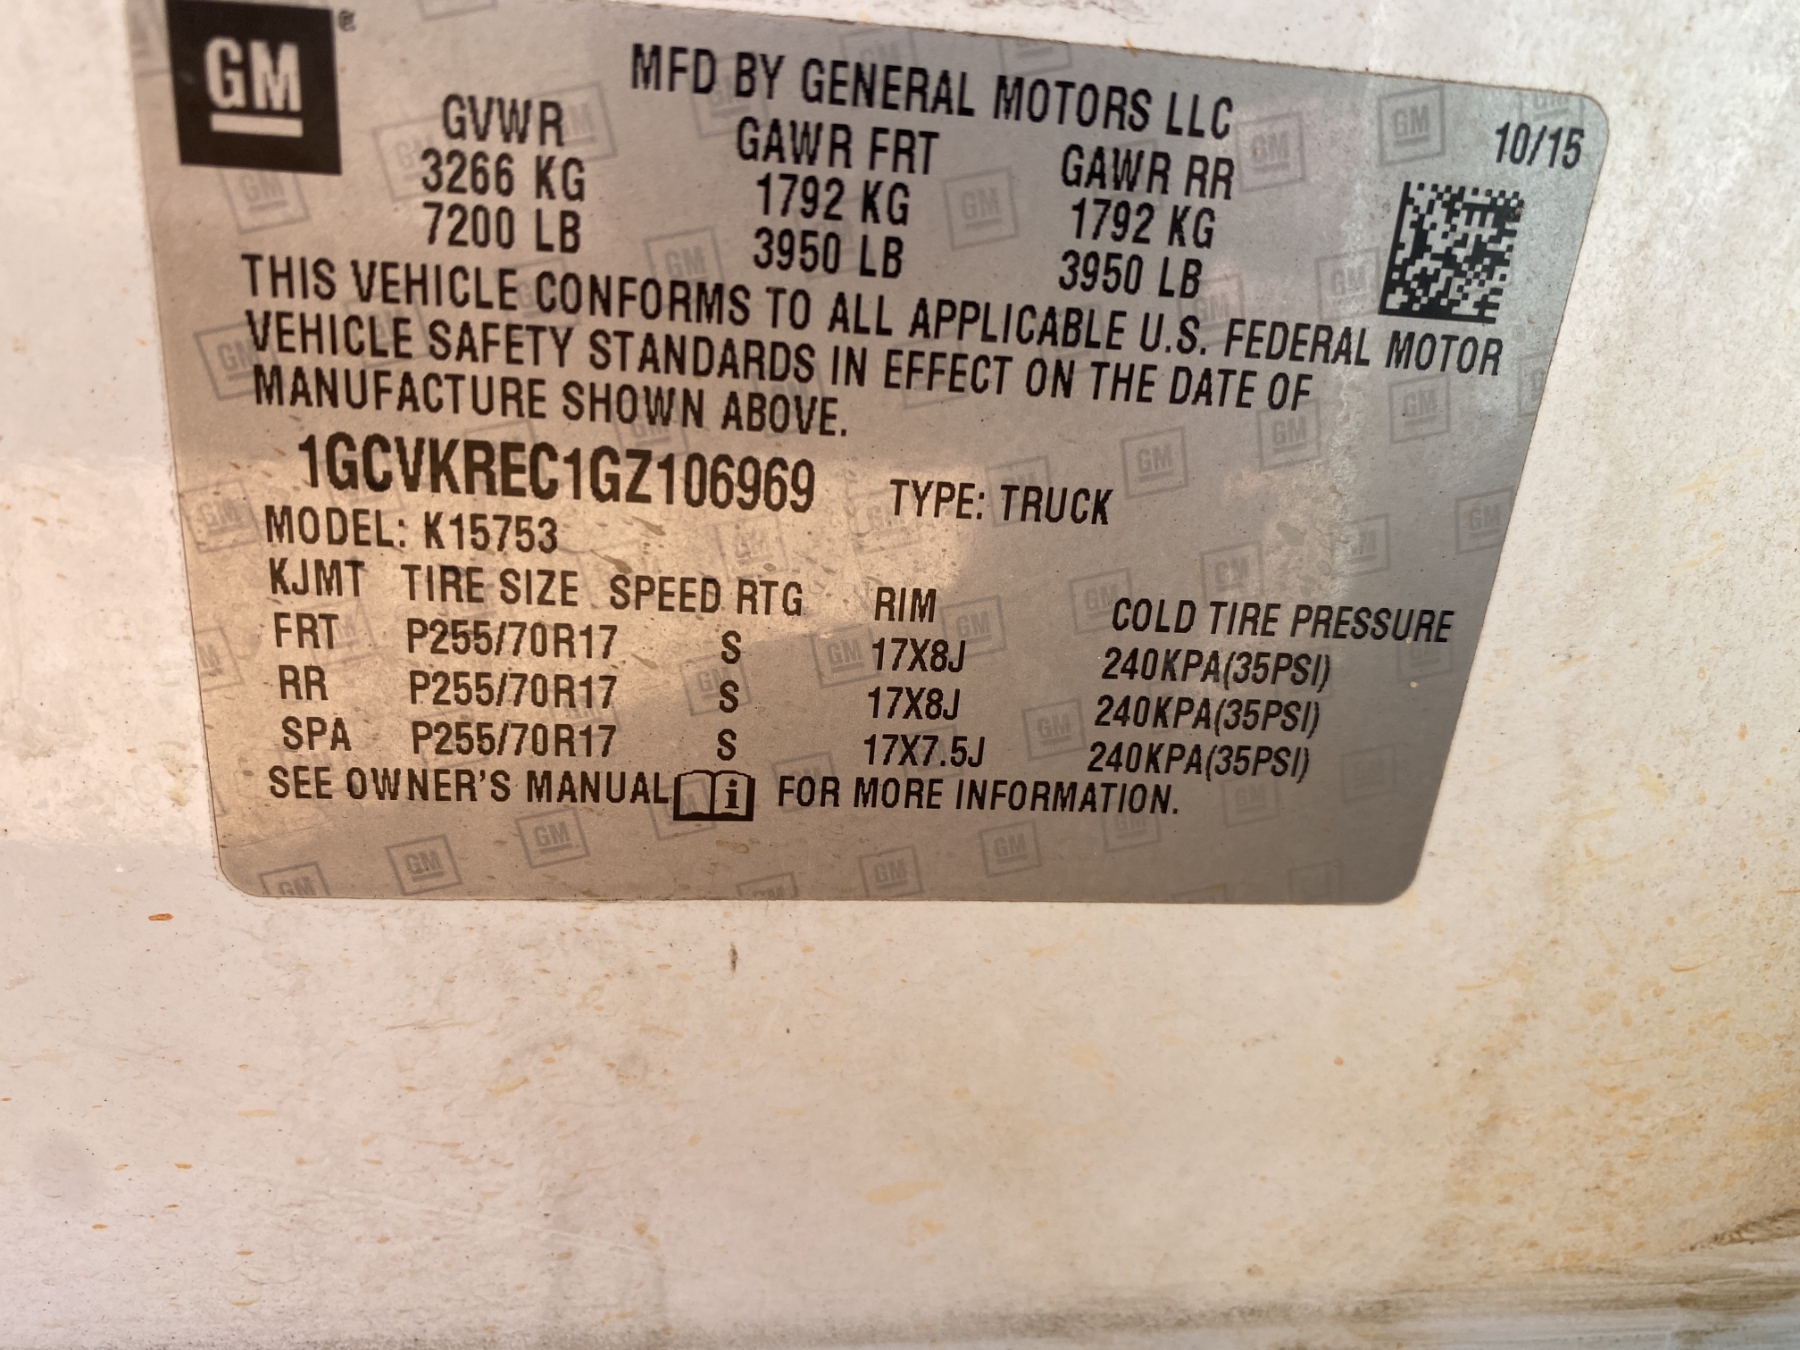 GM
MFD BY GENERAL MOTORS LLC
10/15
GVWR GAWR FRT GAWR RR
3266 KG 1792 KG 1792 KG
7200 LB 3950 LB 3950 LB
THIS VEHICLE CONFORMS TO ALL APPLICABLE U.S. FEDERAL MOTOR
VEHICLE SAFETY STANDARDS IN EFFECT ON THE DATE OF
MANUFACTURE SHOWN ABOVE.
1GCVKREC1GZ106969 TYPE: TRUCK
MODEL: K15753
KJMT TIRE SIZE SPEED RTG RIM COLD TIRE PRESSURE
FRT P255/70R17 S 17X8J 240KPA(35PSI)
RR P255/70R17 S 17X8J 240KPA(35PSI)
SPA P255/70R17 S 17X7.5J 240KPA(35PSI)
SEE OWNER'S MANUAL i FOR MORE INFORMATION.